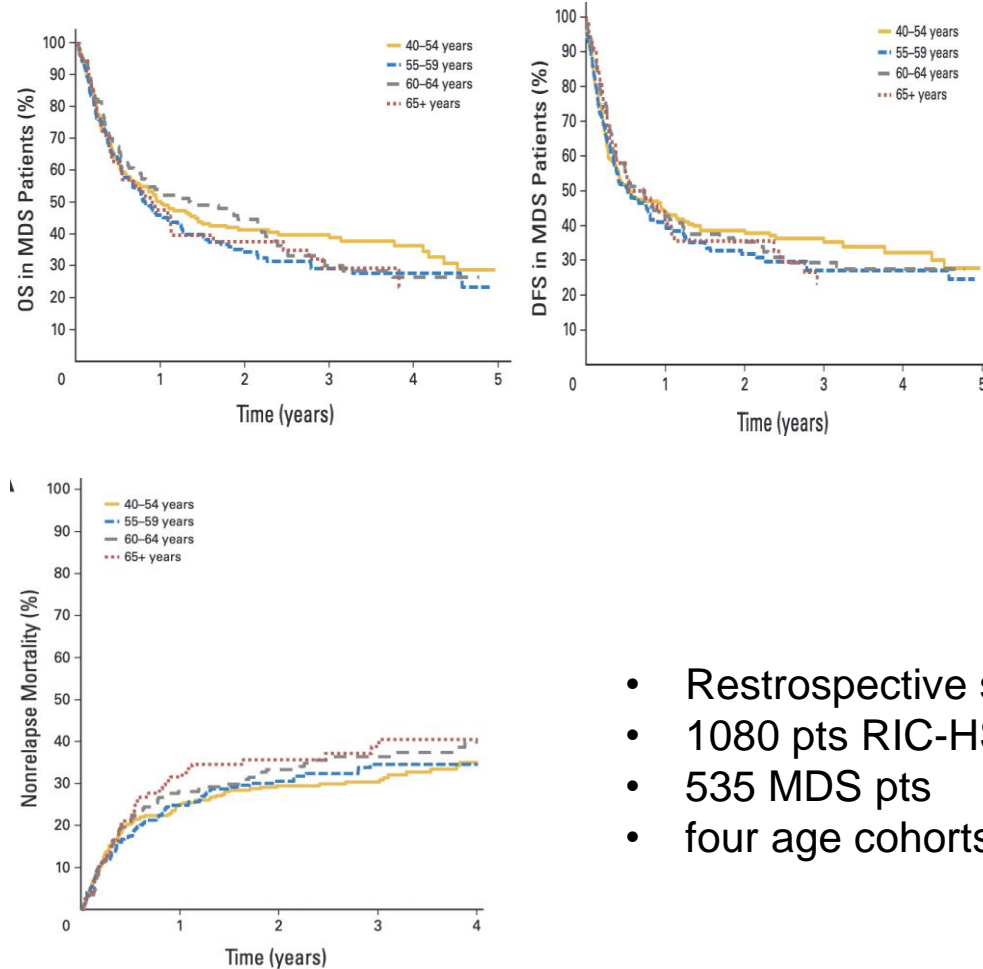 OS in MDS Patients (%)
100
90
80
70
60
50
40
30
20
10
0
1
2
3
4
5
Time (years)
40–54 years
55–59 years
60–64 years
65+ years
DFS in MDS Patients (%)
100
90
80
70
60
50
40
30
20
10
0
1
2
3
4
5
Time (years)
40–54 years
55–59 years
60–64 years
65+ years
Nonrelapse Mortality (%)
100
90
80
70
60
50
40
30
20
10
0
1
2
3
4
Time (years)
40–54 years
55–59 years
60–64 years
65+ years
• Restrospective
• 1080 pts
• 535 MDS pts
• four age cohorts